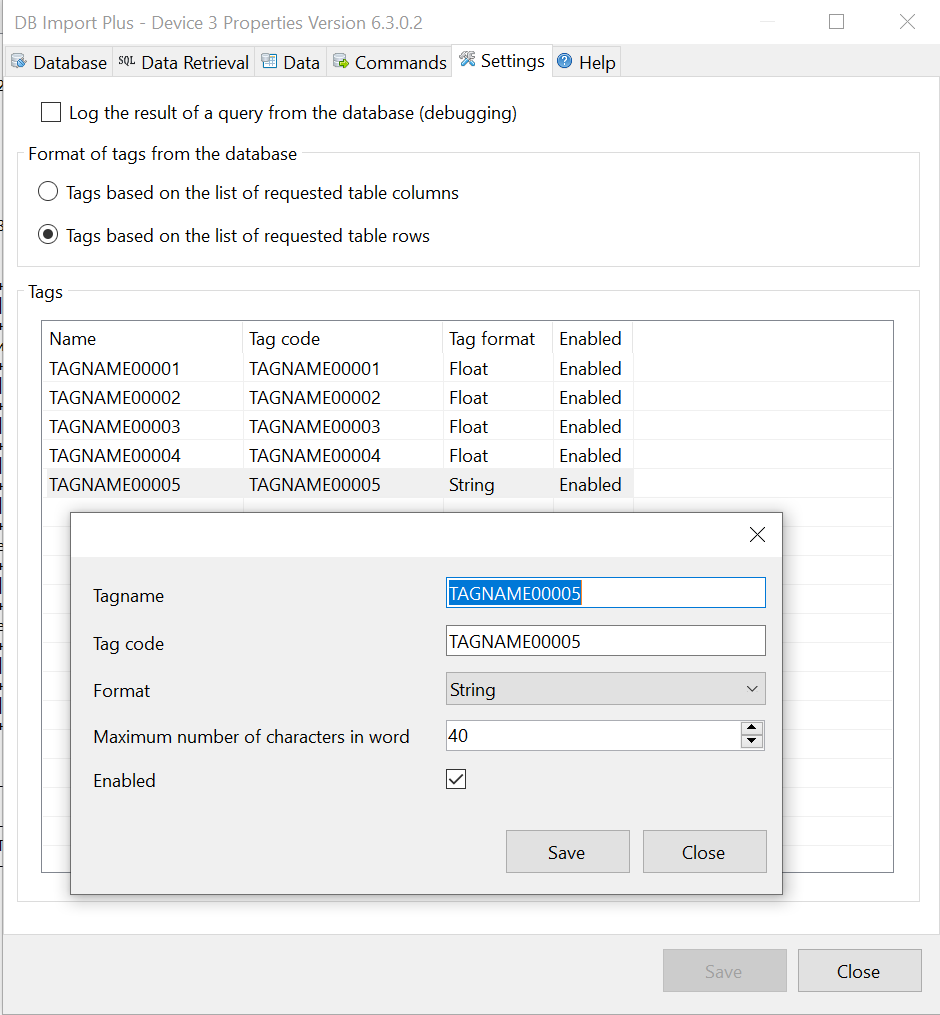 DB Import Plus - Device 3 Properties Version 6.3.0.2
Database SQL Data Retrieval Data Commands Settings Help
Log the result of a query from the database (debugging)
Format of tags from the database
Tags based on the list of requested table columns
Tags based on the list of requested table rows
Tags
Name Tag code Tag format Enabled
TAGNAME00001 TAGNAME00001 Float Enabled
TAGNAME00002 TAGNAME00002 Float Enabled
TAGNAME00003 TAGNAME00003 Float Enabled
TAGNAME00004 TAGNAME00004 Float Enabled
TAGNAME00005 TAGNAME00005 String Enabled
Tagname TAGNAME00005
Tag code TAGNAME00005
Format String
Maximum number of characters in word 40
Enabled
Save Close
Save Close